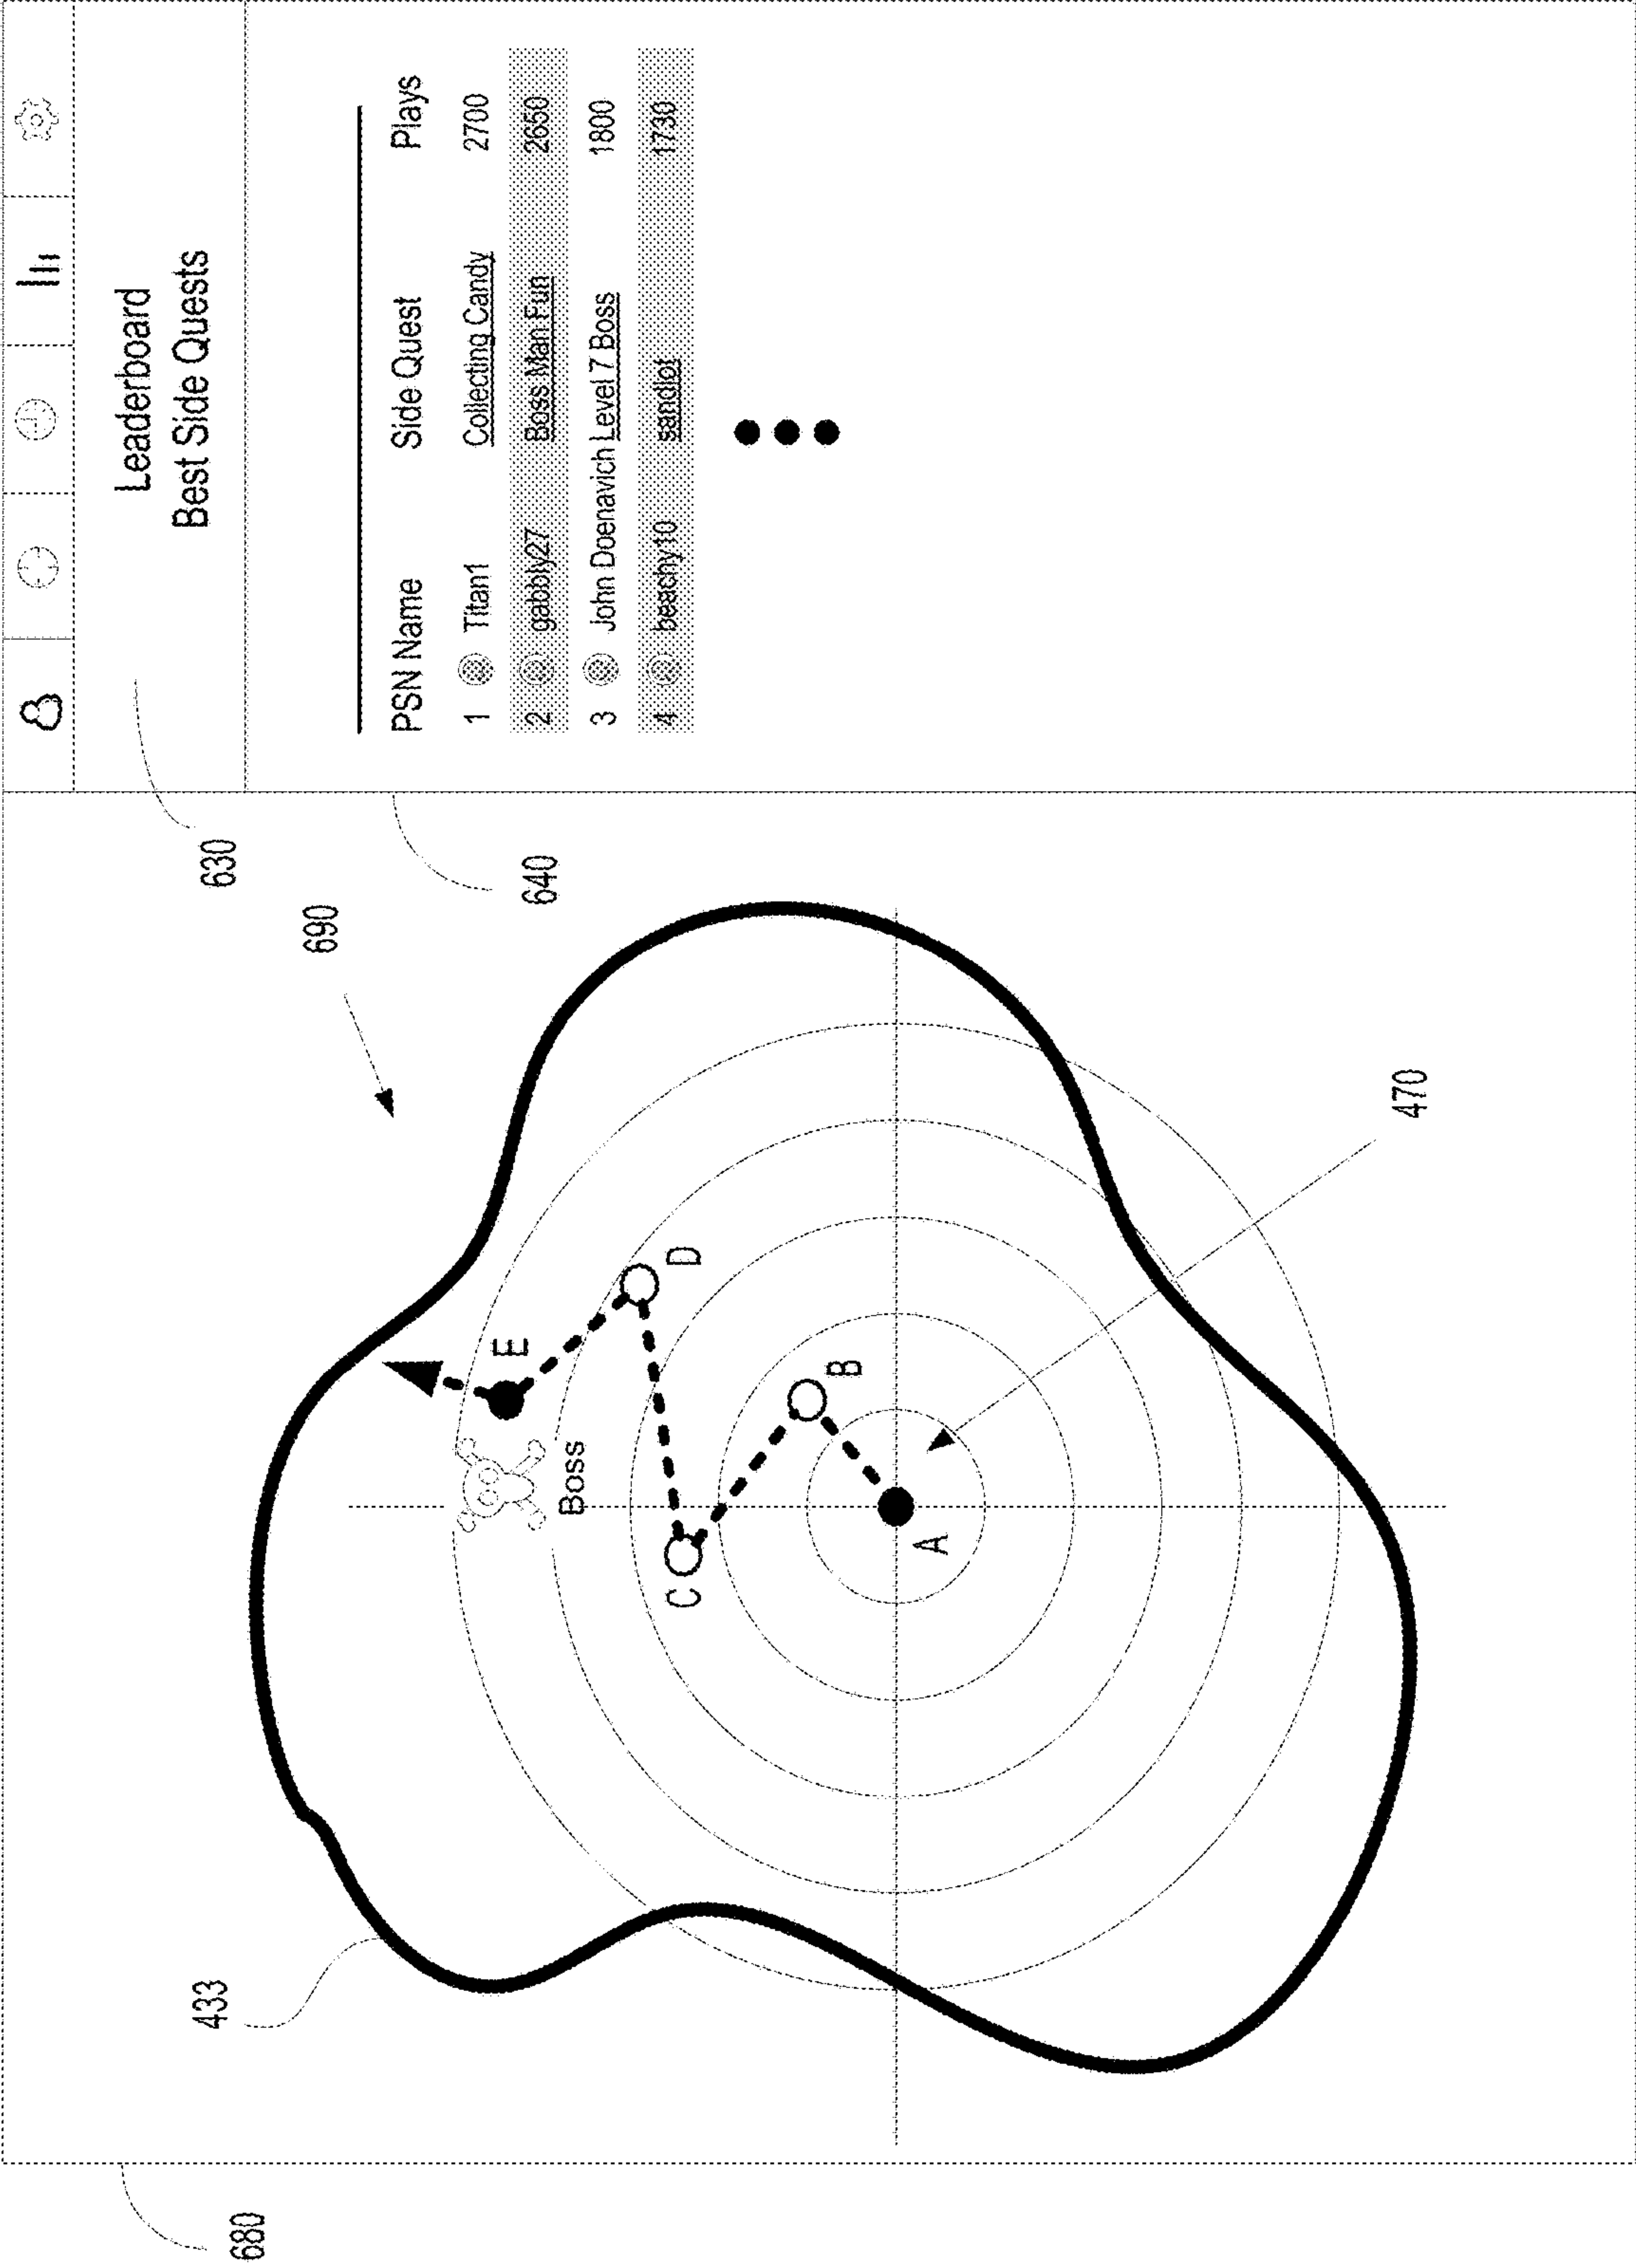 Leaderboard
Best Side Quests
PSN Name Side Quest Plays
1 Titan1 Collecting Candy 2700
2 gabbly27 Boss Man Fun 2650
3 John Doenavich Level 7 Boss 1800
4 beachy10 sandlot 1730
680
433
690
630
640
470
Boss
E
D
C
B
A